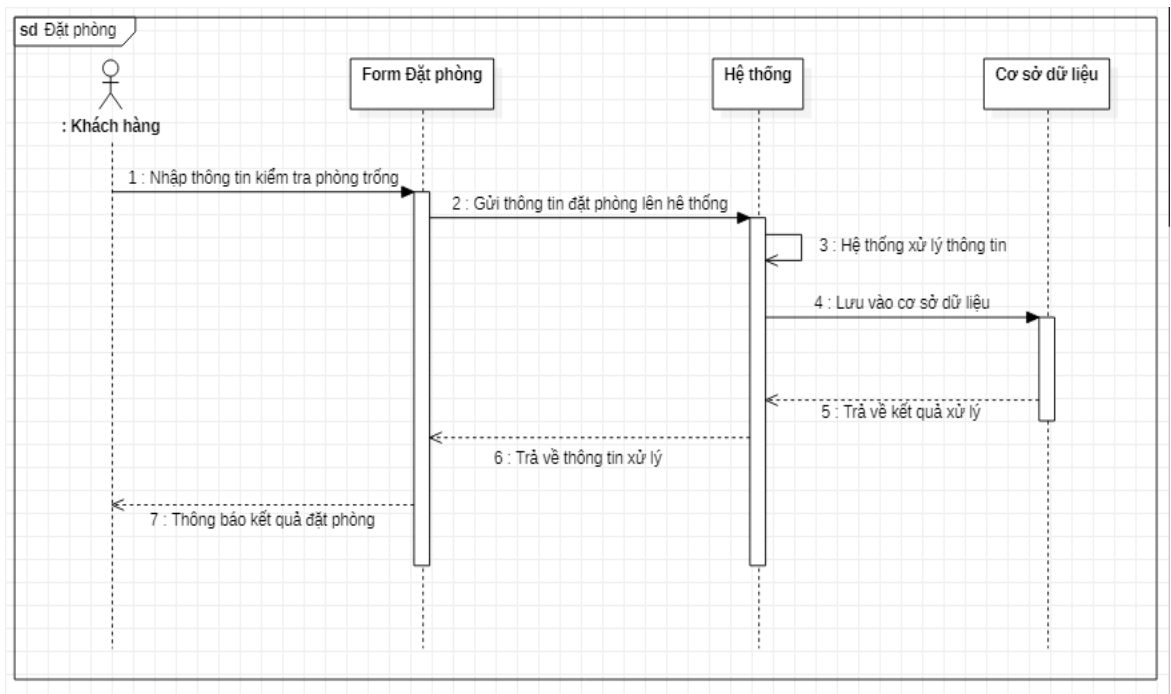 sd Đặt phòng
Form Đặt phòng
Hệ thống
Cơ sở dữ liệu
: Khách hàng
1 : Nhập thông tin kiểm tra phòng trống
2 : Gửi thông tin đặt phòng lên hê thống
3 : Hệ thống xử lý thông tin
4 : Lưu vào cơ sở dữ liệu
5 : Trả về kết quả xử lý
6 : Trả về thông tin xử lý
7 : Thông báo kết quả đặt phòng